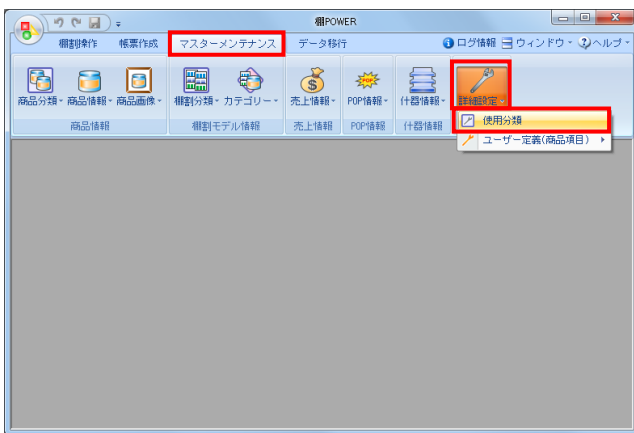 棚POWER
棚割操作 帳票作成 マスターメンテナンス データ移行 ログ情報 ウィンドウ ヘルプ
商品分類 商品情報 商品画像 棚割分類 カテゴリー 売上情報 POP情報 什器情報 詳細設定
商品情報 棚割モデル情報 売上情報 POP情報 什器情報
使用分類
ユーザー定義(商品項目)